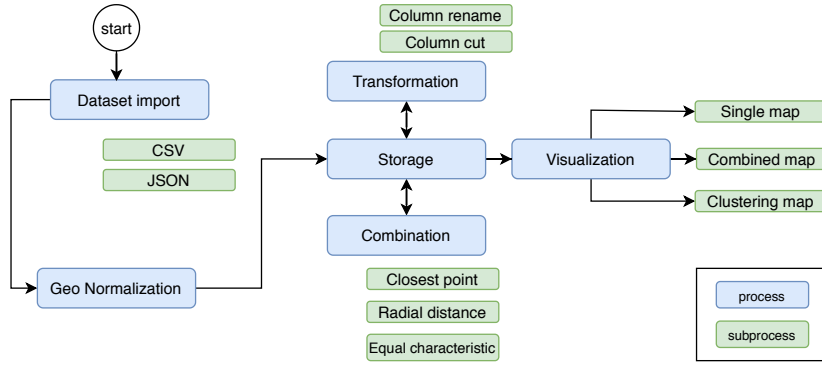 start
Dataset import
CSV
JSON
Geo Normalization
Column rename
Column cut
Transformation
Storage
Combination
Closest point
Radial distance
Equal characteristic
Visualization
Single map
Combined map
Clustering map
process
subprocess